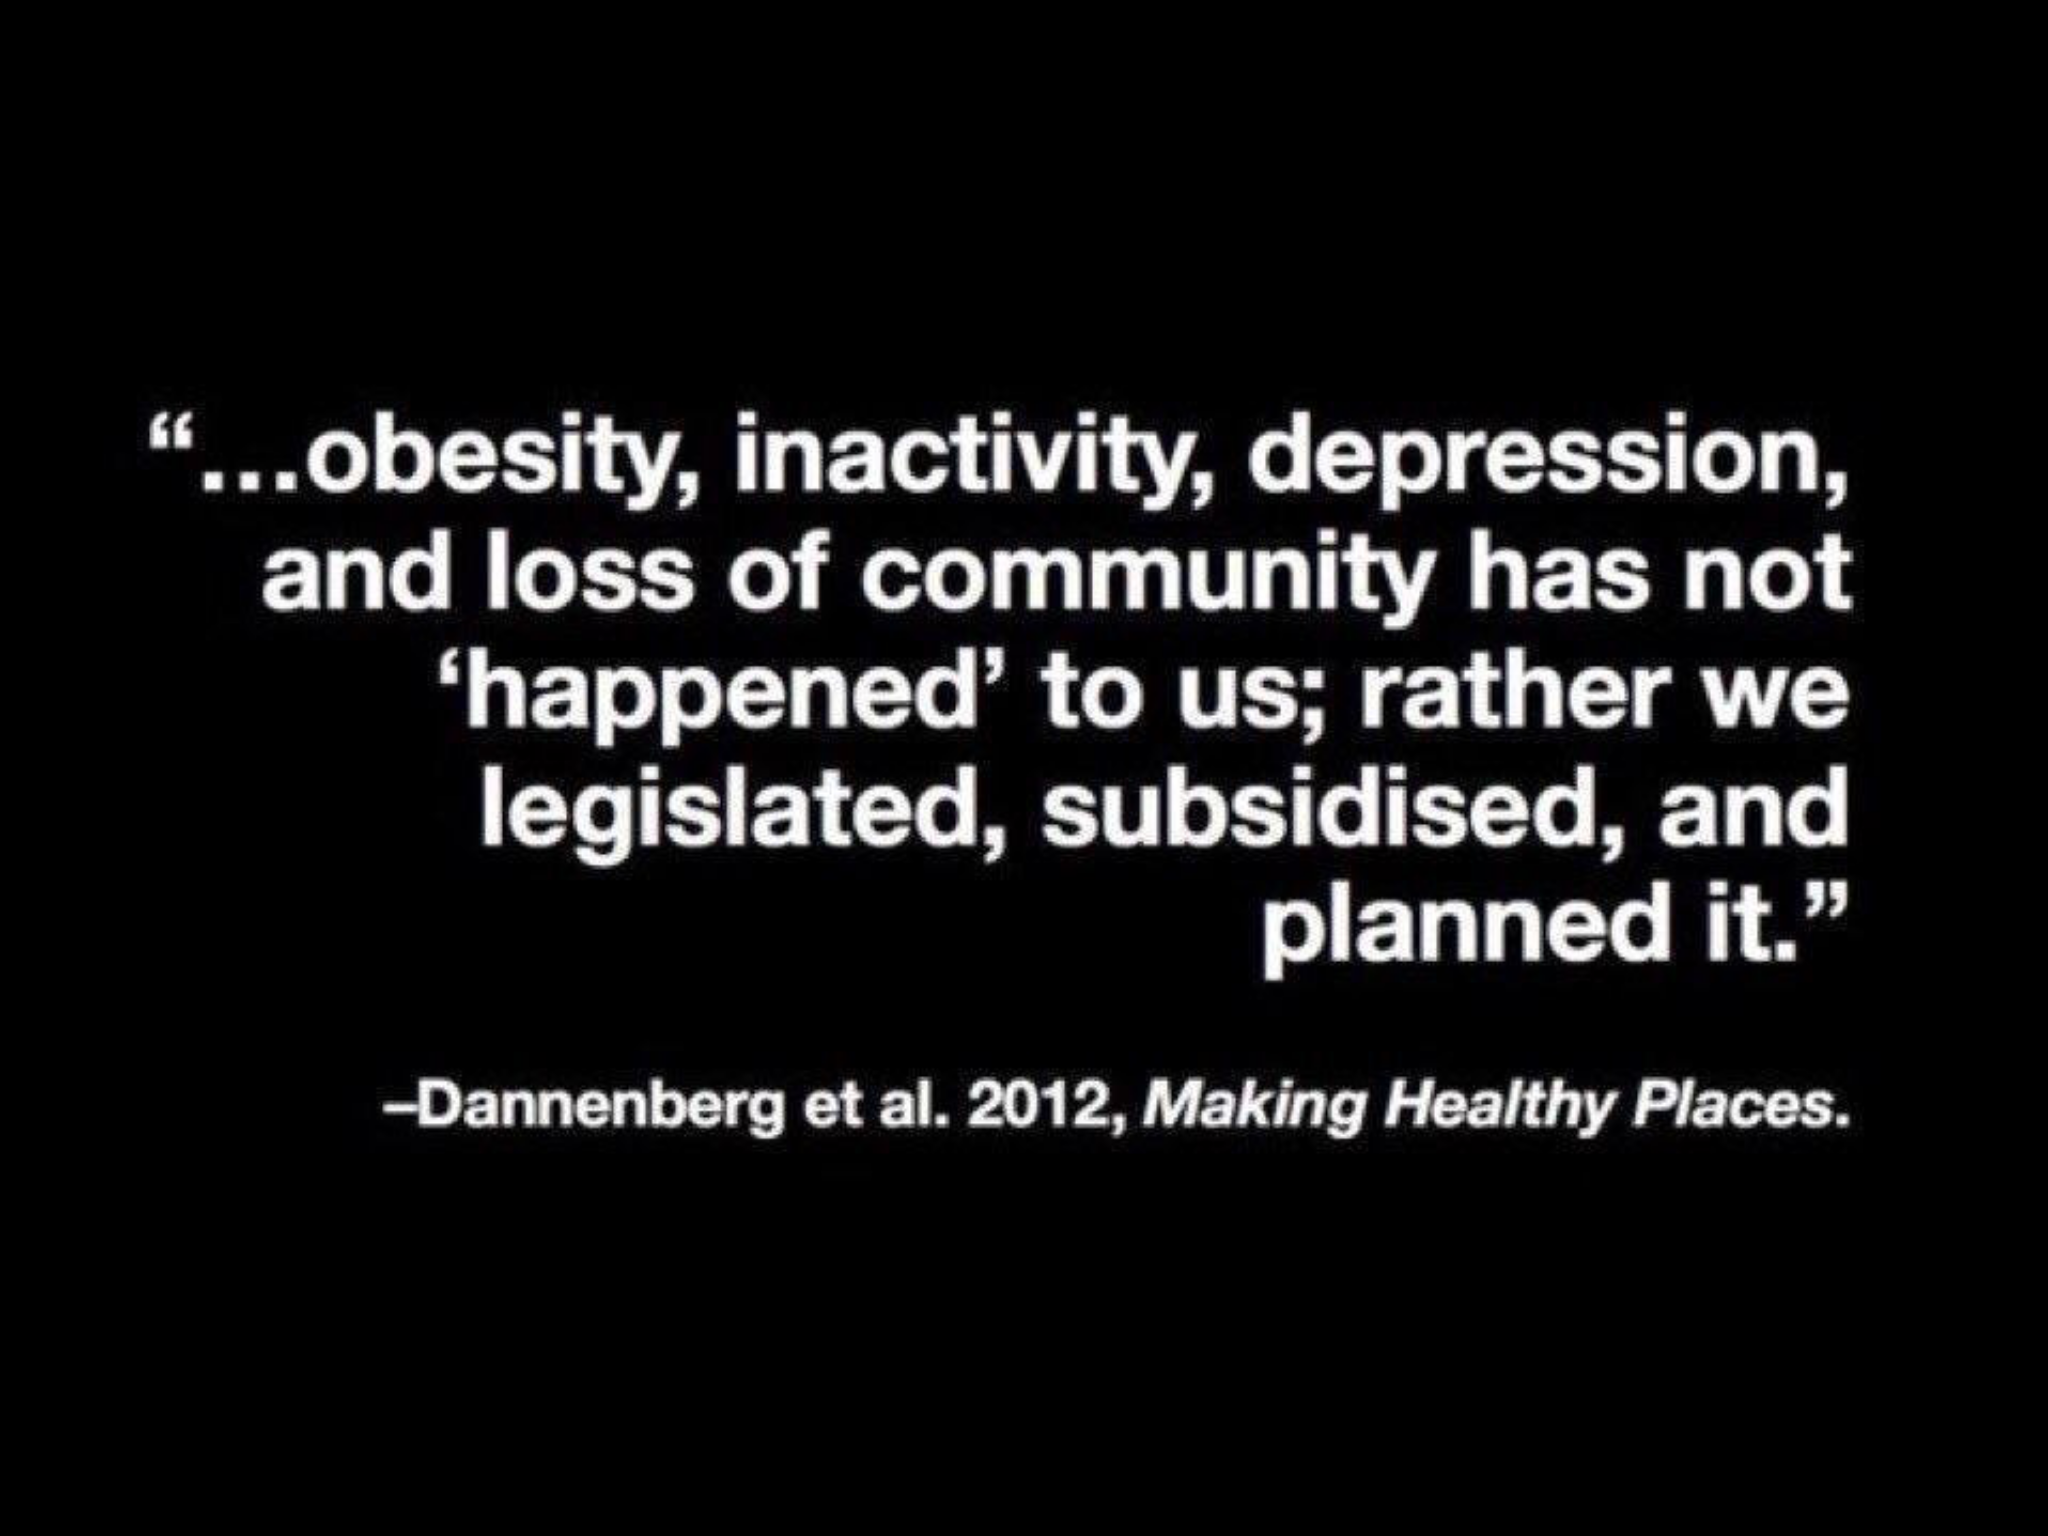 “...obesity, inactivity, depression,
and loss of community has not
‘happened’ to us; rather we
legislated, subsidised, and
planned it.”
–Dannenberg et al. 2012, Making Healthy Places.